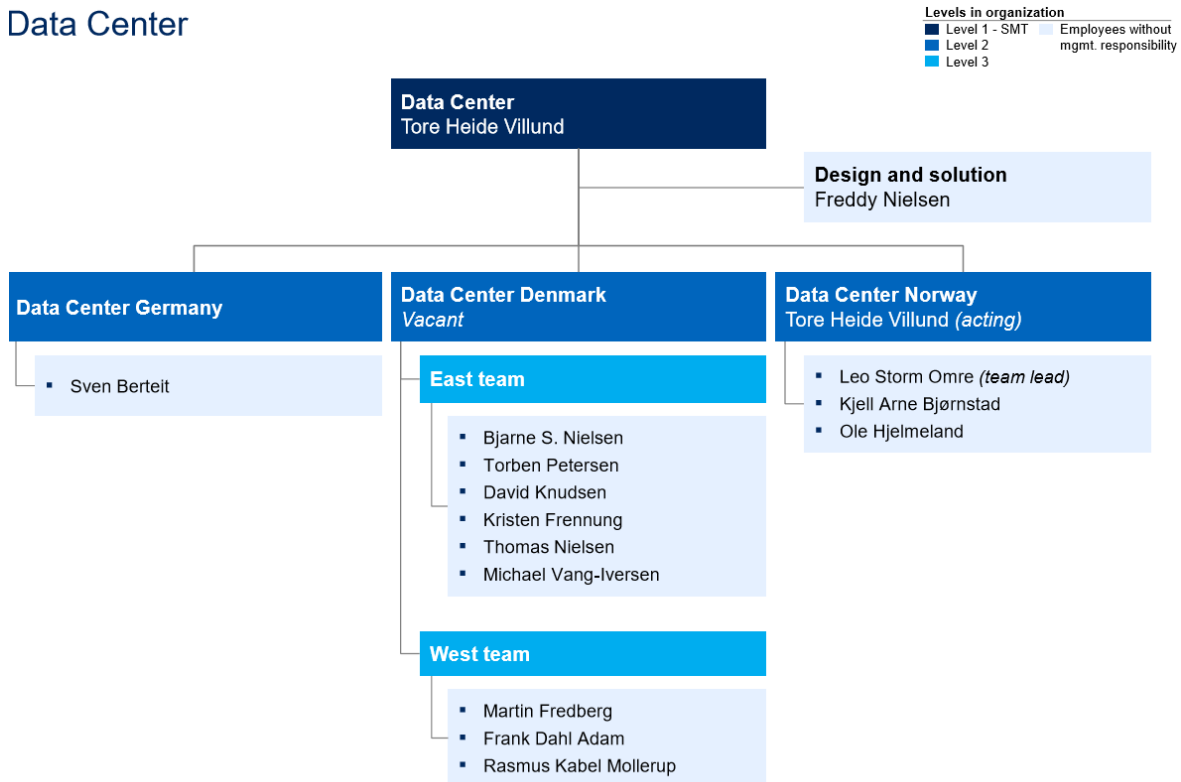 Data Center
Levels in organization
Level 1 - SMT
Level 2
Level 3
Employees without
mgmt. responsibility
Data Center
Tore Heide Villund
Design and solution
Freddy Nielsen
Data Center Germany
Sven Berteit
Data Center Denmark
Vacant
East team
Bjarne S. Nielsen
Torben Petersen
David Knudsen
Kristen Frennung
Thomas Nielsen
Michael Vang-Iversen
West team
Martin Fredberg
Frank Dahl Adam
Rasmus Kabel Mollerup
Data Center Norway
Tore Heide Villund (acting)
Leo Storm Omre (team lead)
Kjell Arne Bjørnstad
Ole Hjelmeland